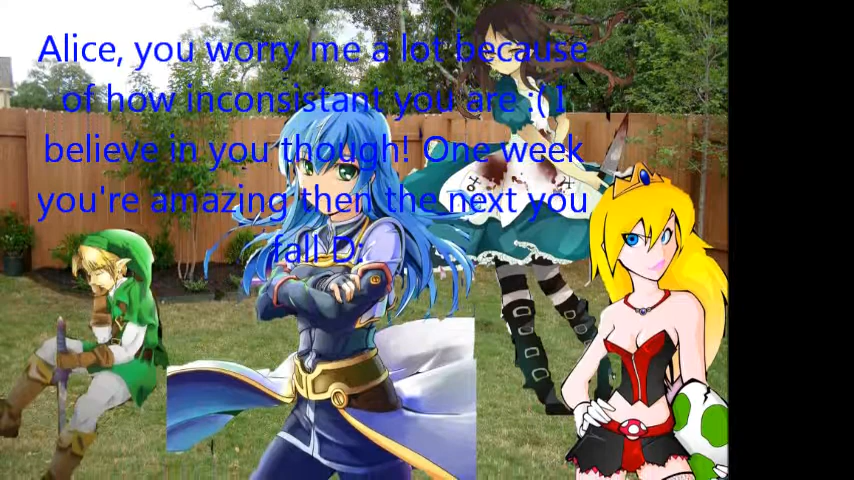 Alice, you worry me a lot because
of how inconsistant you are :( I
believe in you though! One week
you're amazing then the next you
fall D: